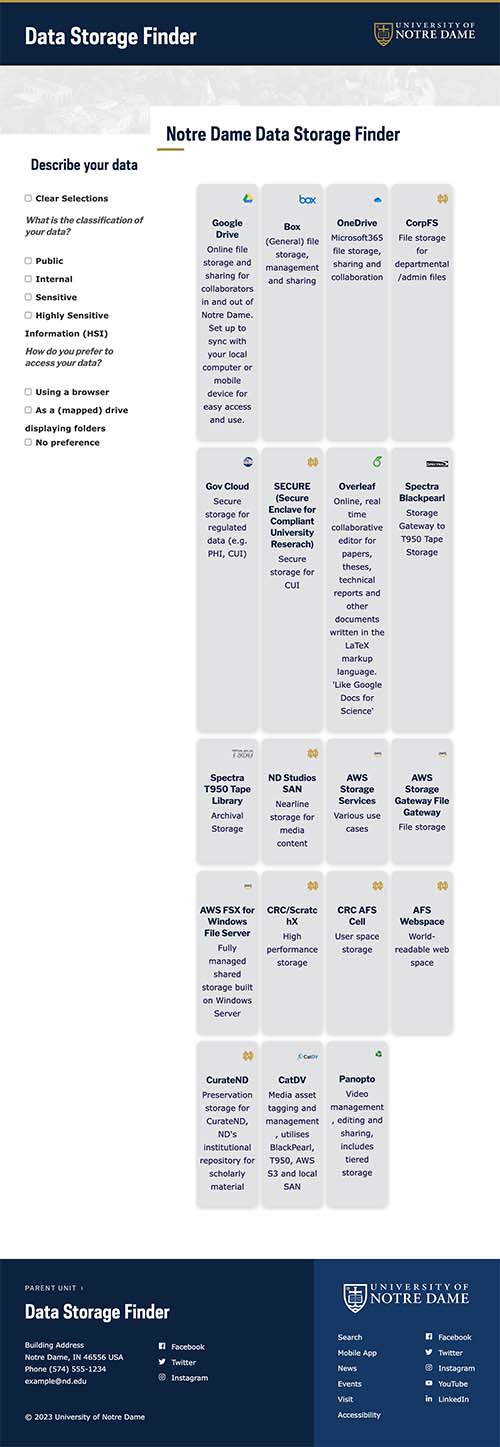 Data Storage Finder
UNIVERSITY OF
NOTRE DAME
Notre Dame Data Storage Finder
Describe your data
Clear Selections
What is the classification of
your data?
Public
Internal
Sensitive
Highly Sensitive
Information (HSI)
How do you prefer to
access your data?
Using a browser
As a (mapped) drive
displaying folders
No preference
Google
Drive
Online file
storage and
sharing for
collaborators
in and out of
Notre Dame.
Set up to
sync with
your local
computer or
mobile
device for
easy access
and use.
box
Box
(General) file
storage,
management
and sharing
OneDrive
Microsoft365
file storage,
sharing and
collaboration
CorpFS
File storage
for
departmental
/admin files
Gov Cloud
Secure
storage for
regulated
data (e.g.
PHI, CUI)
SECURE
(Secure
Enclave for
Compliant
University
Reserach)
Secure
storage for
CUI
Overleaf
Online, real
time
collaborative
editor for
papers,
theses,
technical
reports and
other
documents
written in the
LaTeX
markup
language.
'Like Google
Docs for
Science'
SPECTRA
Spectra
Blackpearl
Storage
Gateway to
T950 Tape
Storage
Spectra
T950 Tape
Library
Archival
Storage
ND Studios
SAN
Nearline
storage for
media
content
aws
AWS
Storage
Services
Various use
cases
aws
AWS
Storage
Gateway File
Gateway
File storage
aws
AWS FSX for
Windows
File Server
Fully
managed
shared
storage built
on Windows
Server
CRC/Scratc
hX
High
performance
storage
CRC AFS
Cell
User space
storage
AFS
Webspace
World-
readable web
space
CurateND
Preservation
storage for
CurateND,
ND's
institutional
repository for
scholarly
material
CatDV
CatDV
Media asset
tagging and
management
, utilises
BlackPearl,
T950, AWS
S3 and local
SAN
Panopto
Video
management
, editing and
sharing,
includes
tiered
storage
PARENT UNIT ›
Data Storage Finder
Building Address
Notre Dame, IN 46556 USA
Phone (574) 555-1234
example@nd.edu
Facebook
Twitter
Instagram
© 2023 University of Notre Dame
UNIVERSITY OF
NOTRE DAME
Search
Mobile App
News
Events
Visit
Accessibility
Facebook
Twitter
Instagram
YouTube
LinkedIn